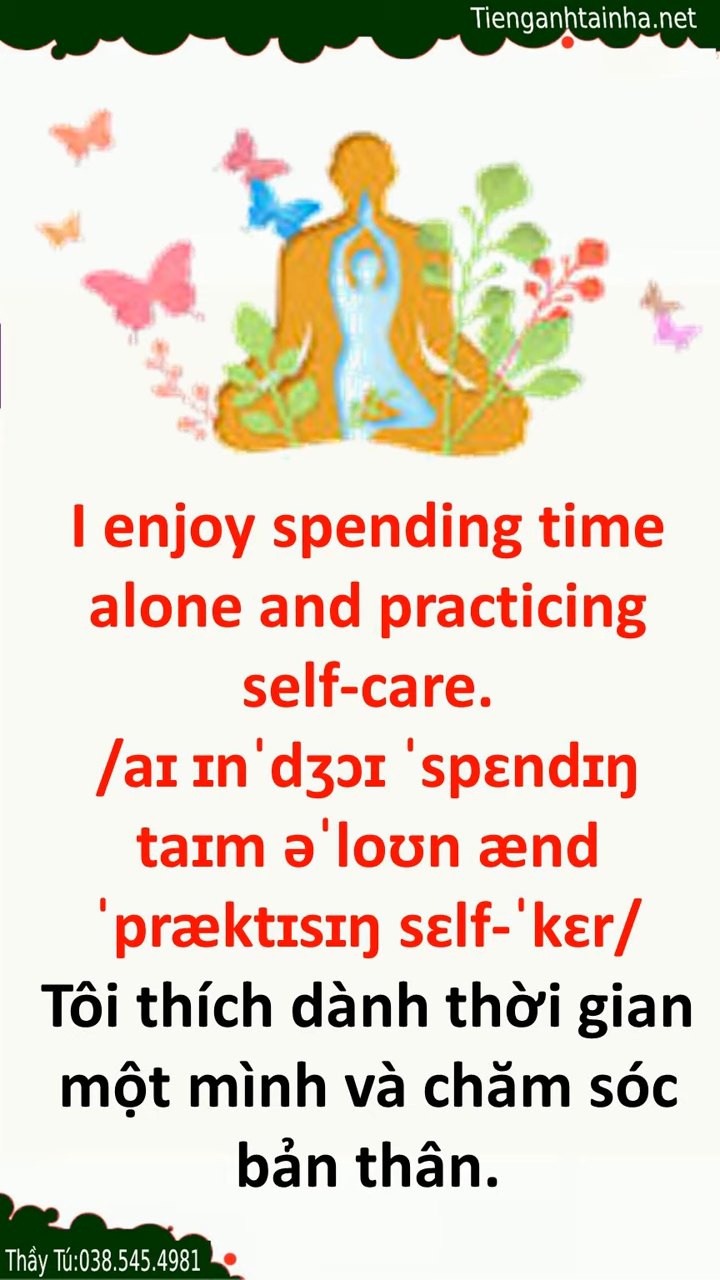 Tienganhtainha.net
I enjoy spending time
alone and practicing
self-care.
/aɪ ɪnˈdʒɔɪ ˈspɛndɪŋ
taɪm əˈloʊn ænd
ˈpræktɪsɪŋ sɛlf-ˈkɛr/
Tôi thích dành thời gian
một mình và chăm sóc
bản thân.
Thầy Tú:038.545.4981